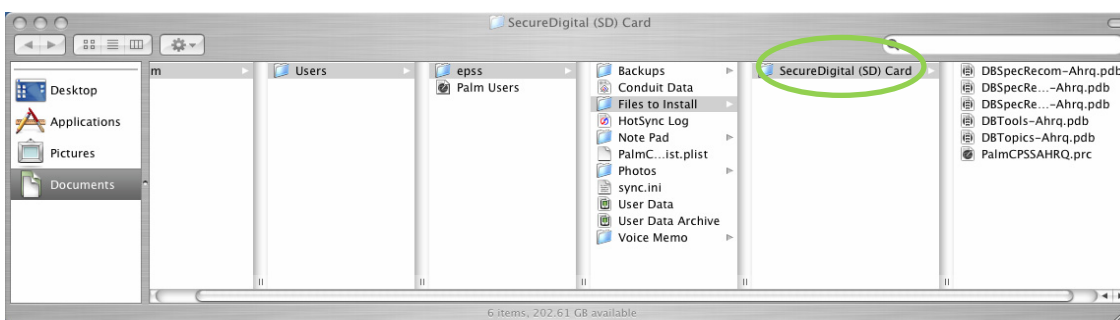 SecureDigital (SD) Card
Desktop
Applications
Pictures
Documents
m
Users
epss
Palm Users
Backups
Conduit Data
Files to Install
HotSync Log
Note Pad
PalmC...ist.plist
Photos
sync.ini
User Data
User Data Archive
Voice Memo
SecureDigital (SD) Card
DBSpecRecom-Ahrq.pdb
DBSpecRe...-Ahrq.pdb
DBSpecRe...-Ahrq.pdb
DBTools-Ahrq.pdb
DBTopics-Ahrq.pdb
PalmCPSSAHRQ.prc
6 items, 202.61 GB available